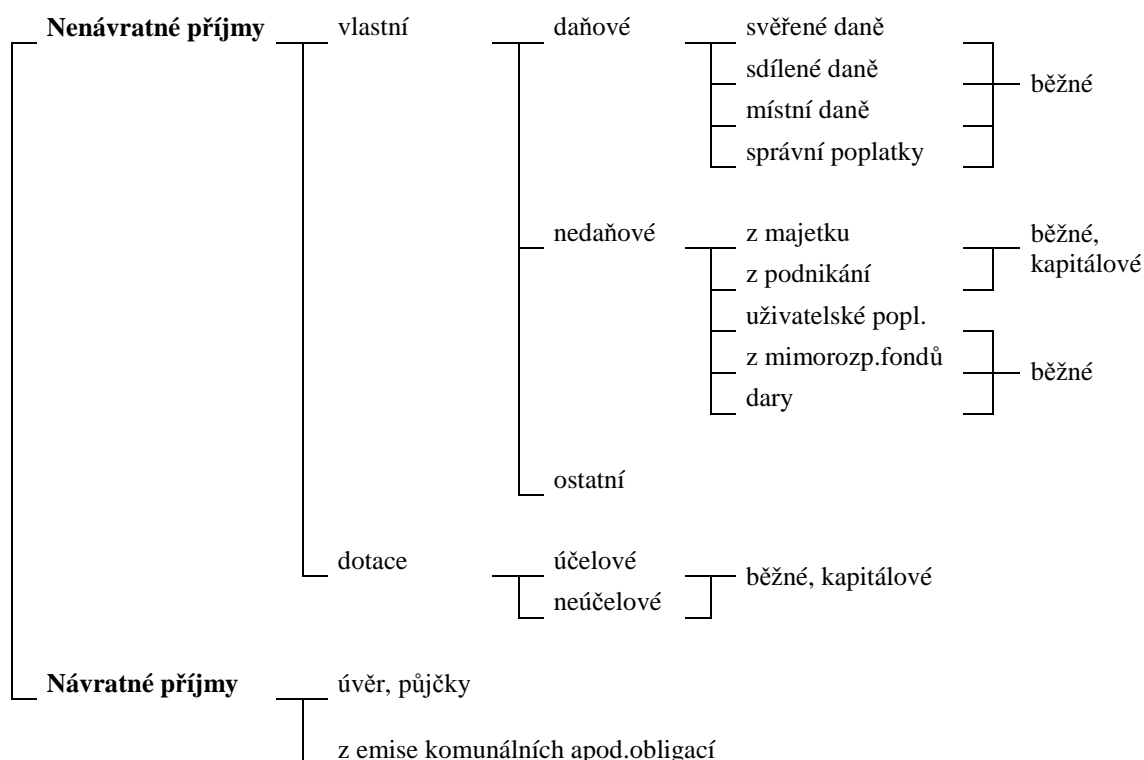 Nenávratné příjmy vlastní daňové svěřené daně
sdílené daně
běžné
místní daně
správní poplatky
nedaňové z majetku běžné,
kapitálové
z podnikání
uživatelské popl.
z mimorozp.fondů běžné
dary
ostatní
dotace účelové
běžné, kapitálové
neúčelové
Návratné příjmy úvěr, půjčky
z emise komunálních apod.obligací